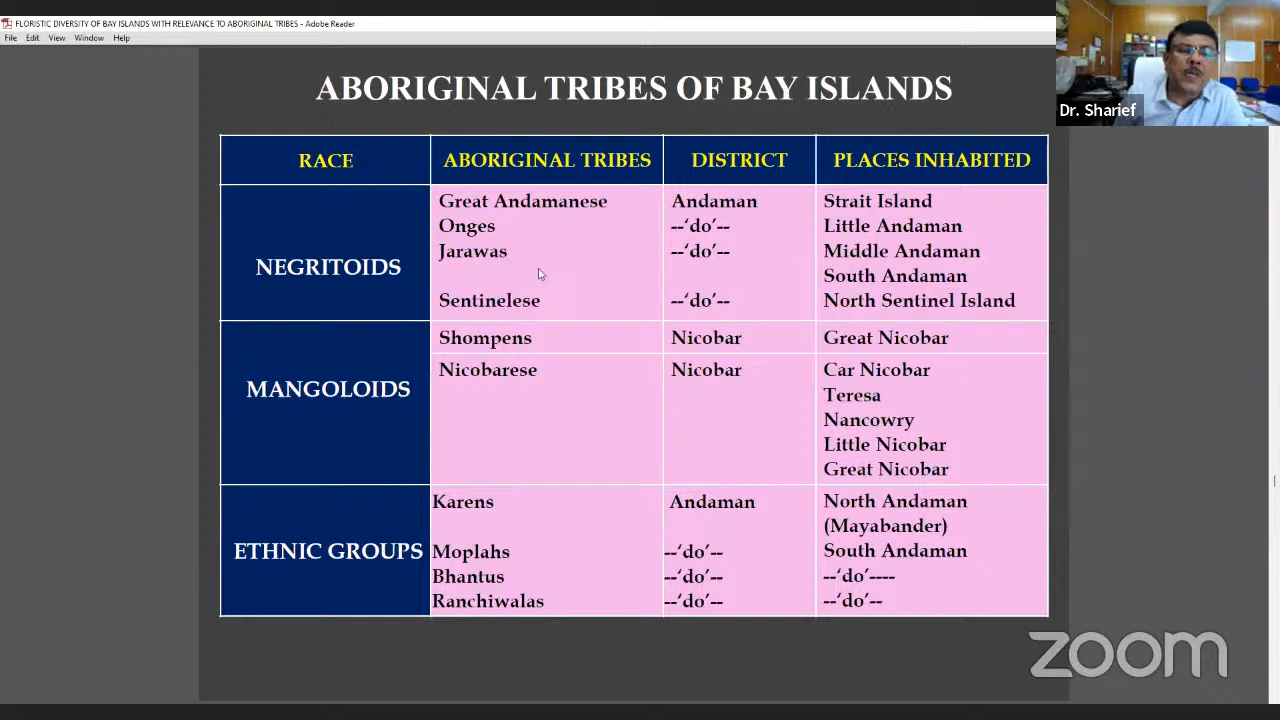 FLORISTIC DIVERSITY OF BAY ISLANDS WITH RELEVANCE TO ABORIGINAL TRIBES - Adobe Reader
File Edit View Window Help
Dr. Sharief
ABORIGINAL TRIBES OF BAY ISLANDS
RACE ABORIGINAL TRIBES DISTRICT PLACES INHABITED
NEGRITOIDS
Great Andamanese Andaman Strait Island
Onges --‘do’-- Little Andaman
Jarawas --‘do’-- Middle Andaman
South Andaman
Sentinelese --‘do’-- North Sentinel Island
MANGOLOIDS
Shompens Nicobar Great Nicobar
Nicobarese Nicobar Car Nicobar
Teresa
Nancowry
Little Nicobar
Great Nicobar
ETHNIC GROUPS
Karens Andaman North Andaman
(Mayabander)
Moplahs --‘do’-- South Andaman
Bhantus --‘do’-- --‘do’----
Ranchiwalas --‘do’-- --‘do’--
zoom